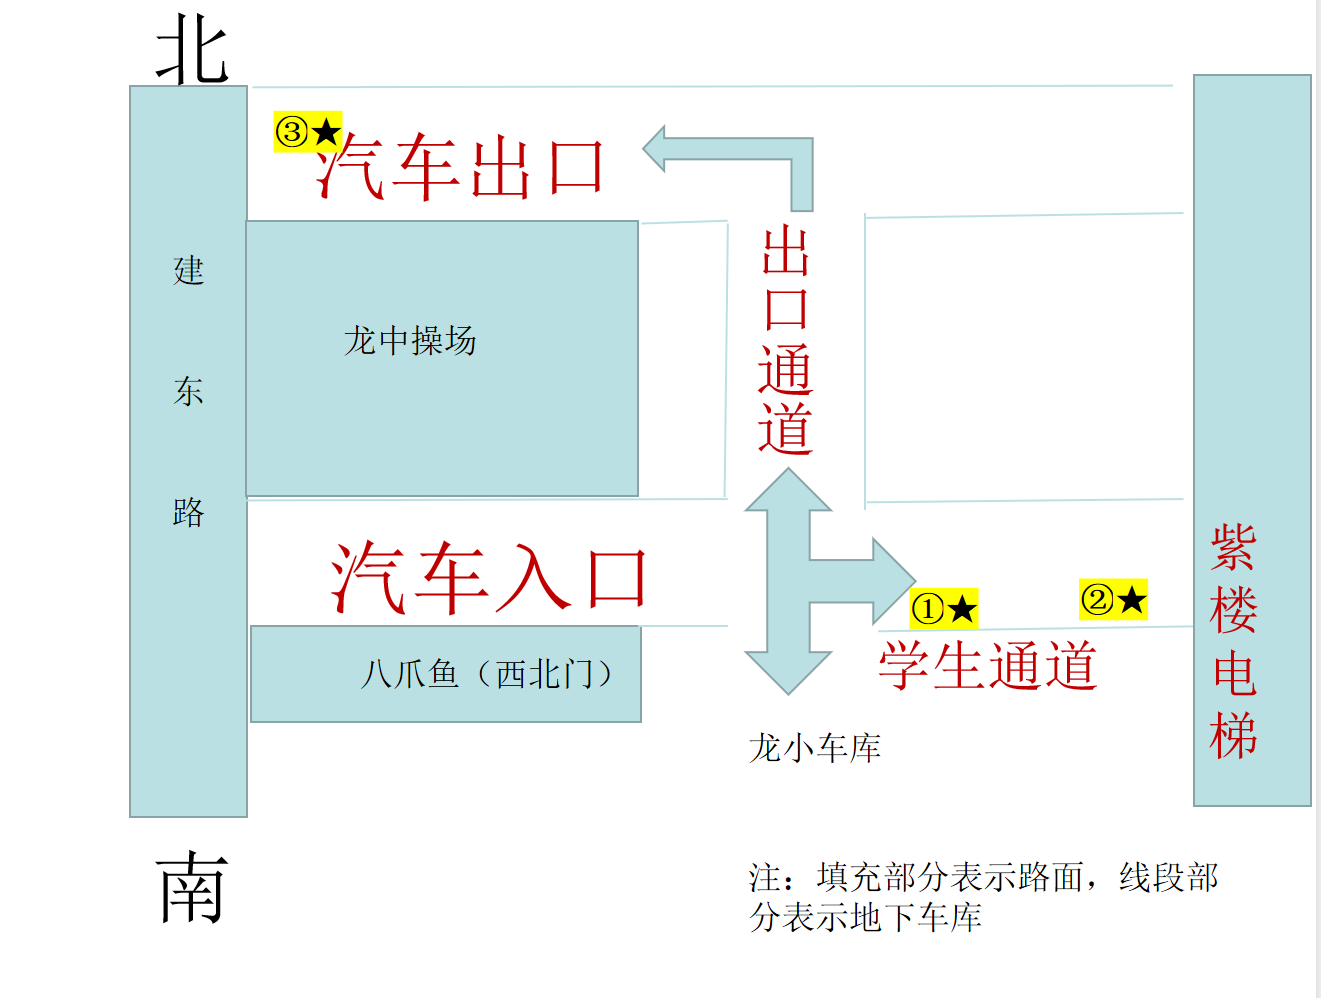 北
③★
汽车出口
建东路
龙中操场
出口通道
汽车入口
①★
②★
紫楼电梯
八爪鱼（西北门）
学生通道
龙小车库
南
注：填充部分表示路面，线段部
分表示地下车库